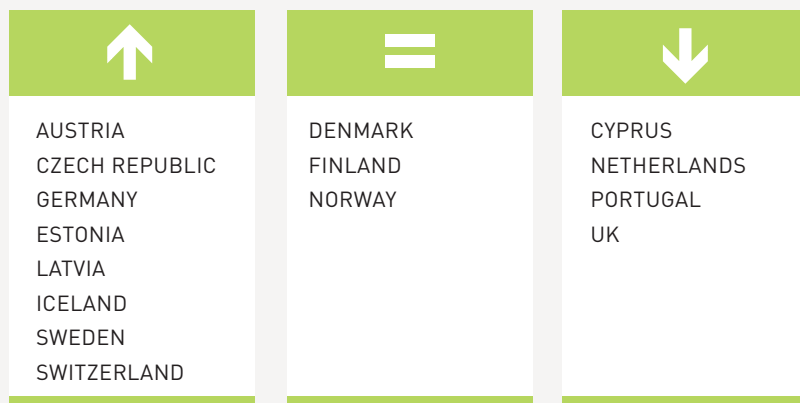 AUSTRIA
CZECH REPUBLIC
GERMANY
ESTONIA
LATVIA
ICELAND
SWEDEN
SWITZERLAND
DENMARK
FINLAND
NORWAY
CYPRUS
NETHERLANDS
PORTUGAL
UK